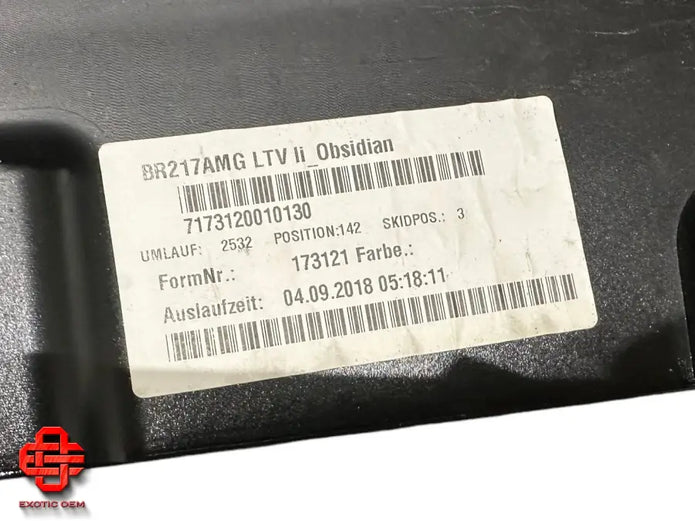 BR217AMG LTV li_Obsidian
7173120010130
UMLAUF: 2532 POSITION:142 SKIDPOS.: 3
FormNr.: 173121 Farbe.:
Auslaufzeit: 04.09.2018 05:18:11
EXOTIC OEM